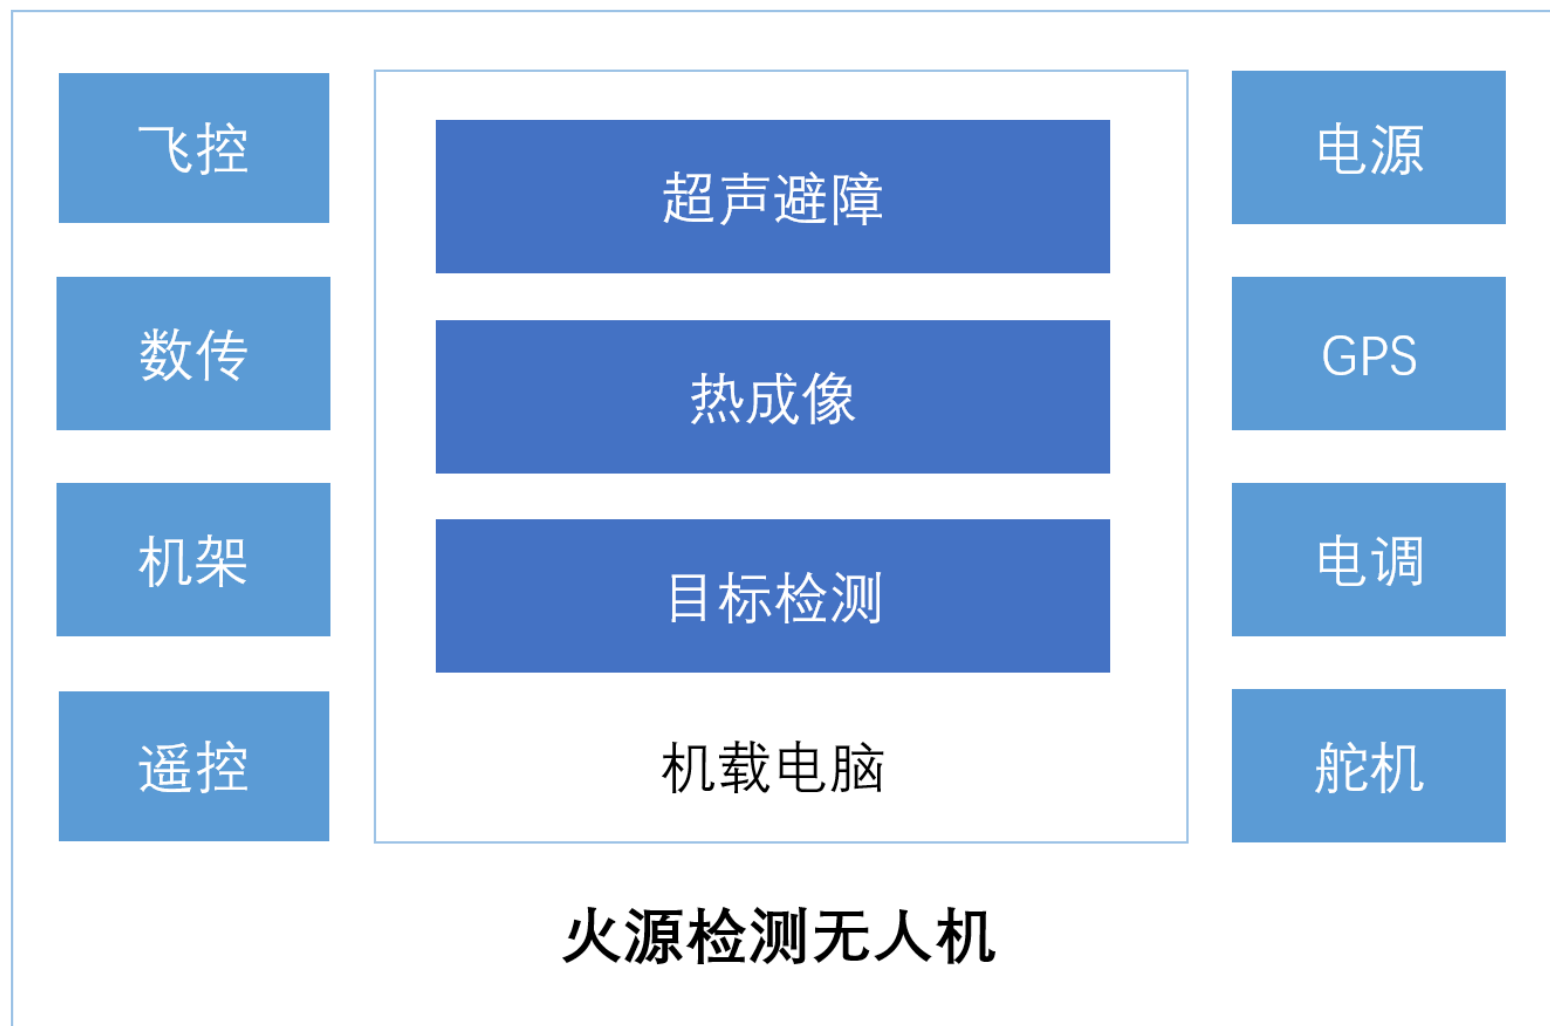 飞控
数传
机架
遥控
超声避障
热成像
目标检测
机载电脑
电源
GPS
电调
舵机
火源检测无人机